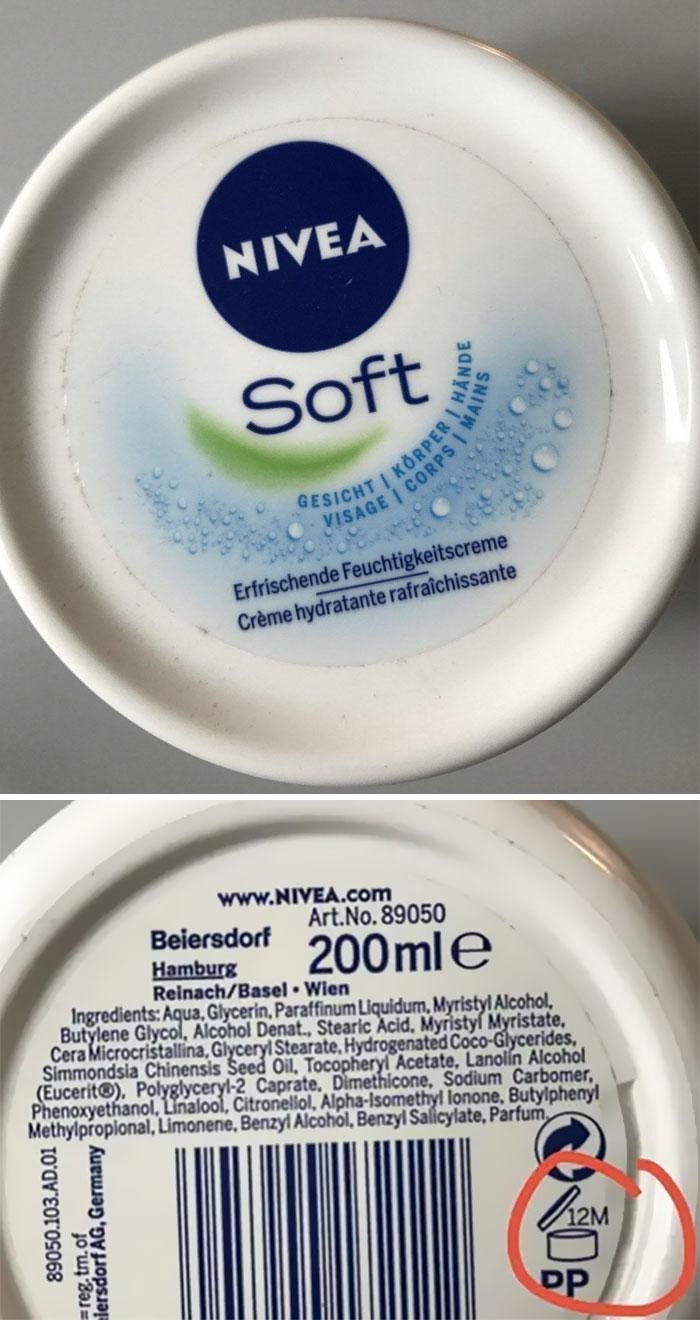 NIVEA
Soft
GESICHT | KÖRPER | HÄNDE
VISAGE | CORPS | MAINS
Erfrischende Feuchtigkeitscreme
Crème hydratante rafraîchissante
www.NIVEA.com
Art.No. 89050
Beiersdorf
200ml e
Hamburg
Reinach/Basel • Wien
Ingredients: Aqua, Glycerin, Paraffinum Liquidum, Myristyl Alcohol,
Butylene Glycol, Alcohol Denat., Stearic Acid, Myristyl Myristate,
Cera Microcristallina, Glyceryl Stearate, Hydrogenated Coco-Glycerides,
Simmondsia Chinensis Seed Oil, Tocopheryl Acetate, Lanolin Alcohol
(Eucerit®), Polyglyceryl-2 Caprate, Dimethicone, Sodium Carbomer,
Phenoxyethanol, Linalool, Citronellol, Alpha-Isomethyl Ionone, Butylphenyl
Methylpropional, Limonene, Benzyl Alcohol, Benzyl Salicylate, Parfum.
89050.103.AD.01
= reg. tm. of
eiersdorf AG, Germany
12M
PP